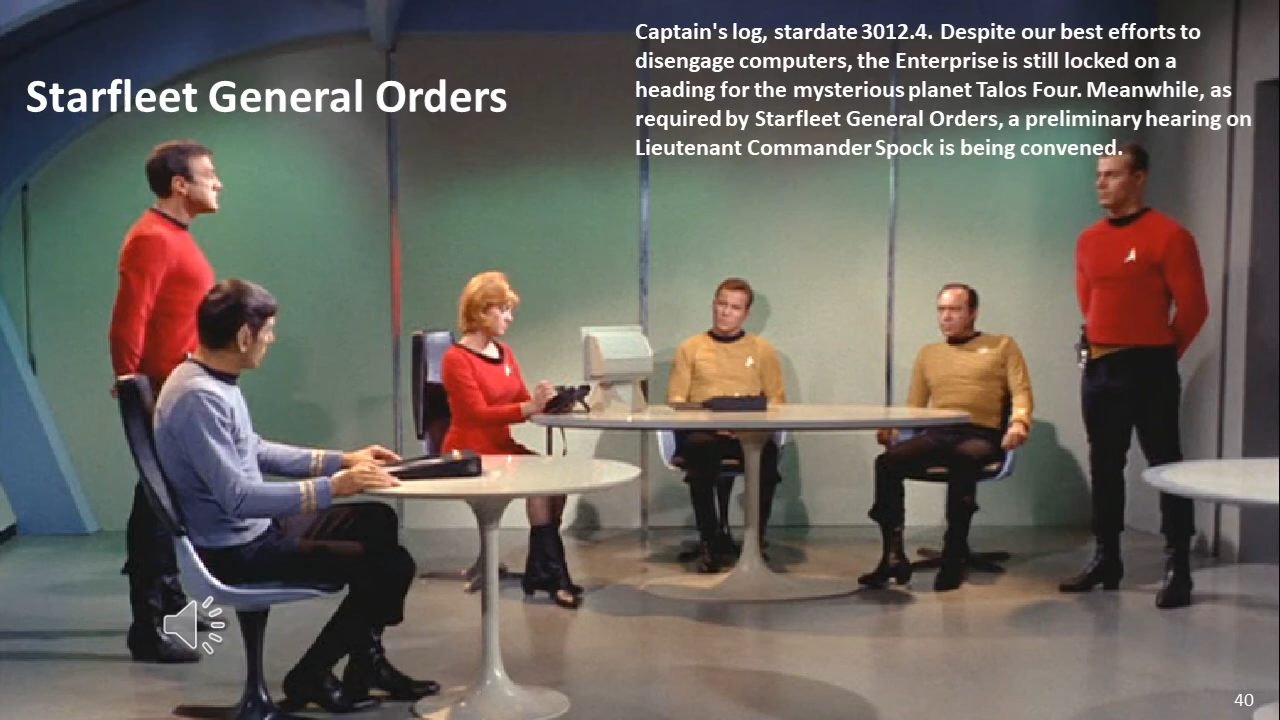 Starfleet General Orders
Captain's log, stardate 3012.4. Despite our best efforts to
disengage computers, the Enterprise is still locked on a
heading for the mysterious planet Talos Four. Meanwhile, as
required by Starfleet General Orders, a preliminary hearing on
Lieutenant Commander Spock is being convened.
40